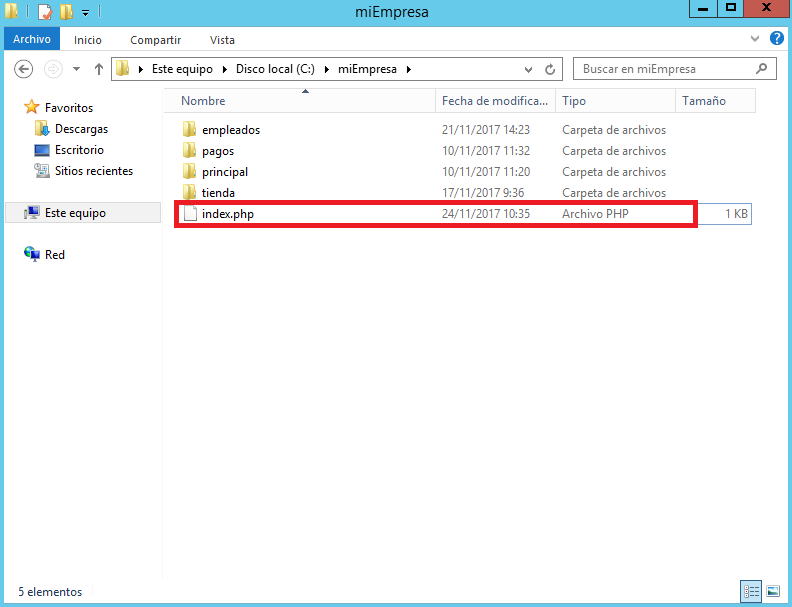 miEmpresa
Archivo Inicio Compartir Vista
Este equipo Disco local (C:) miEmpresa Buscar en miEmpresa
Nombre Fecha de modifica... Tipo Tamaño
Favoritos
Descargas
Escritorio
Sitios recientes
Este equipo
Red
empleados 21/11/2017 14:23 Carpeta de archivos
pagos 10/11/2017 11:32 Carpeta de archivos
principal 10/11/2017 11:20 Carpeta de archivos
tienda 17/11/2017 9:36 Carpeta de archivos
index.php 24/11/2017 10:35 Archivo PHP 1 KB
5 elementos